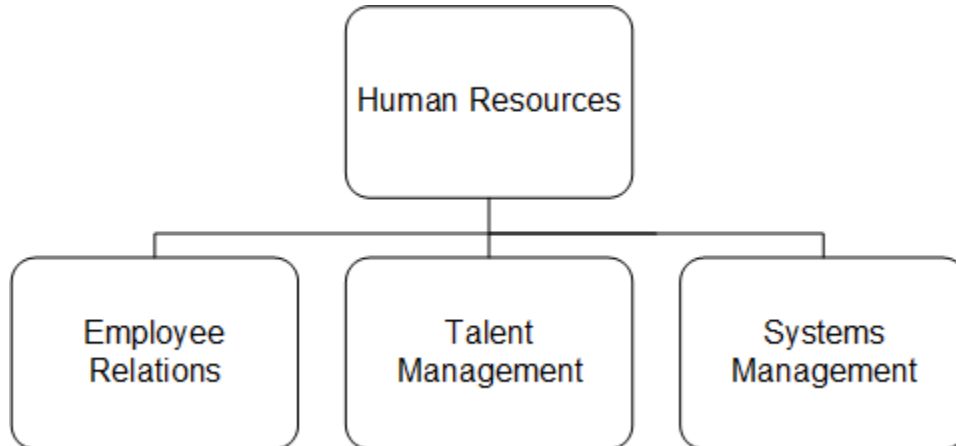 Human Resources
Employee
Relations
Talent
Management
Systems
Management